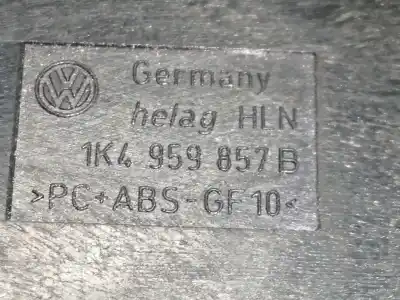 Germany
helag HLN
1K4 959 857 B
>PC+ABS-GF10<